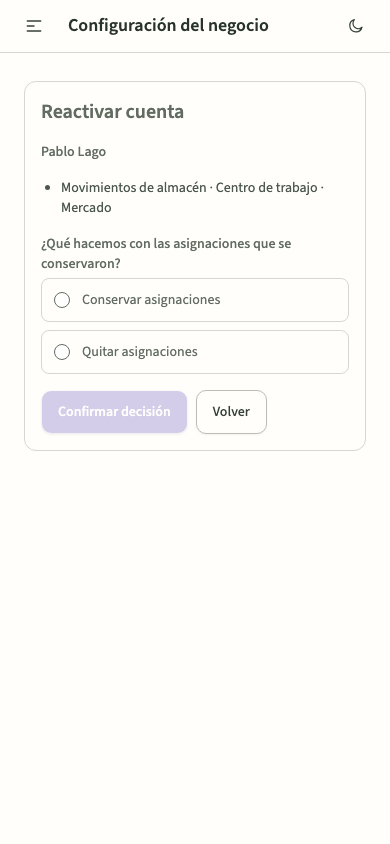 Configuración del negocio
Reactivar cuenta
Pablo Lago
Movimientos de almacén · Centro de trabajo ·
Mercado
¿Qué hacemos con las asignaciones que se
conservaron?
Conservar asignaciones
Quitar asignaciones
Confirmar decisión
Volver